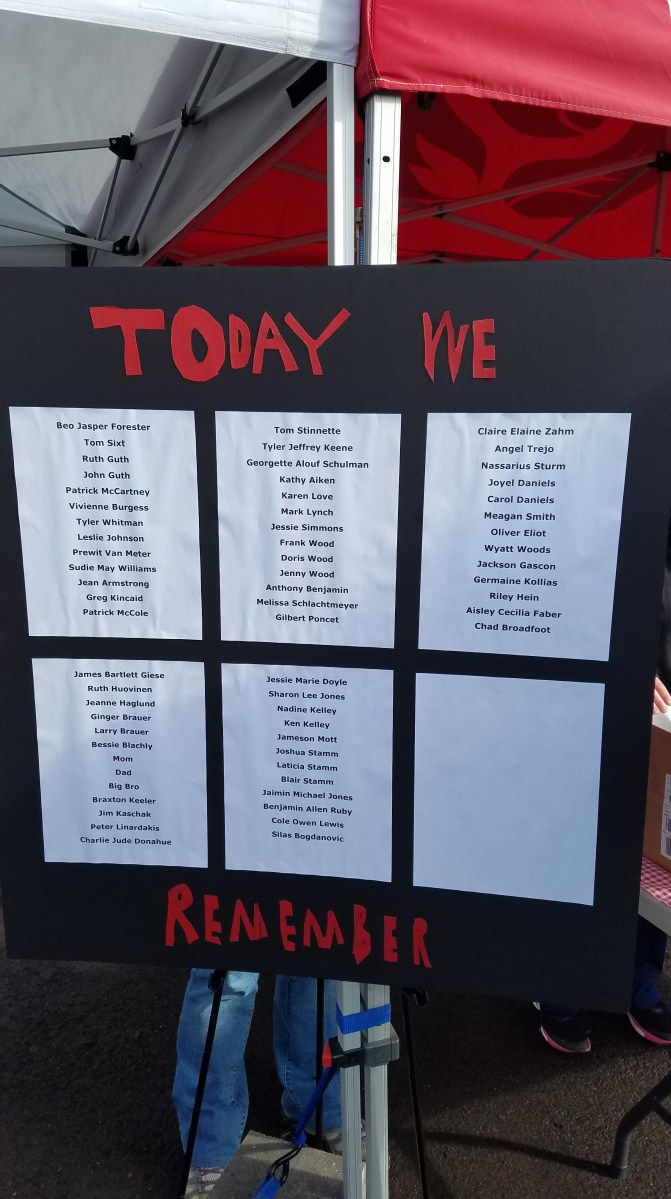 TODAY WE
Beo Jasper Forester
Tom Sixt
Ruth Guth
John Guth
Patrick McCartney
Vivienne Burgess
Tyler Whitman
Leslie Johnson
Prewit Van Meter
Sudie May Williams
Jean Armstrong
Greg Kincaid
Patrick McCole
Tom Stinnette
Tyler Jeffrey Keene
Georgette Alouf Schulman
Kathy Aiken
Karen Love
Mark Lynch
Jessie Simmons
Frank Wood
Doris Wood
Jenny Wood
Anthony Benjamin
Melissa Schlachtmeyer
Gilbert Poncet
Claire Elaine Zahm
Angel Trejo
Nassarius Sturm
Joyel Daniels
Carol Daniels
Meagan Smith
Oliver Eliot
Wyatt Woods
Jackson Gascon
Germaine Kollias
Riley Hein
Aisley Cecilia Faber
Chad Broadfoot
James Bartlett Giese
Ruth Huovinen
Jeanne Haglund
Ginger Brauer
Larry Brauer
Bessie Blachly
Mom
Dad
Big Bro
Braxton Keeler
Jim Kaschak
Peter Linardakis
Charlie Jude Donahue
Jessie Marie Doyle
Sharon Lee Jones
Nadine Kelley
Ken Kelley
Jameson Mott
Joshua Stamm
Laticia Stamm
Blair Stamm
Jaimin Michael Jones
Benjamin Allen Ruby
Cole Owen Lewis
Silas Bogdanovic
REMEMBER